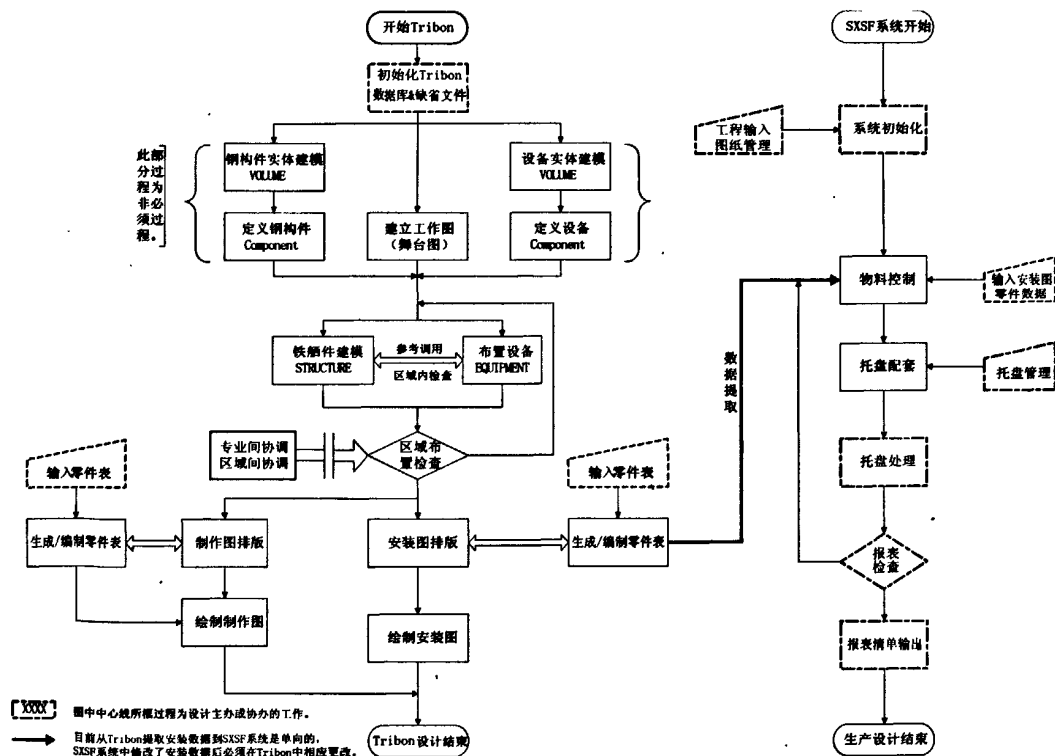 开始Tribon
初始化Tribon
数据库&缺省文件
此部
分过
程为
非必
须过
程。
钢构件实体建模
VOLUME
设备实体建模
VOLUME
定义钢构件
Component
建立工作图
(舞台图)
定义设备
Component
铁舾件建模
STRUCTURE
参考调用
区域内检查
布置设备
EQUIPMENT
专业间协调
区域间协调
区域布
置检查
输入零件表
输入零件表
生成/编制零件表
制作图排版
安装图排版
生成/编制零件表
绘制制作图
绘制安装图
Tribon设计结束
数据提取
SXSF系统开始
工程输入
图纸管理
系统初始化
物料控制
输入安装图
零件数据
托盘配套
托盘管理
托盘处理
报表
检查
报表清单输出
生产设计结束
XXXX
图中中心线所框过程为设计主办或协办的工作。
目前从Tribon提取安装数据到SXSF系统是单向的,
SXSF系统中修改了安装数据后必须在Tribon中相应更改。